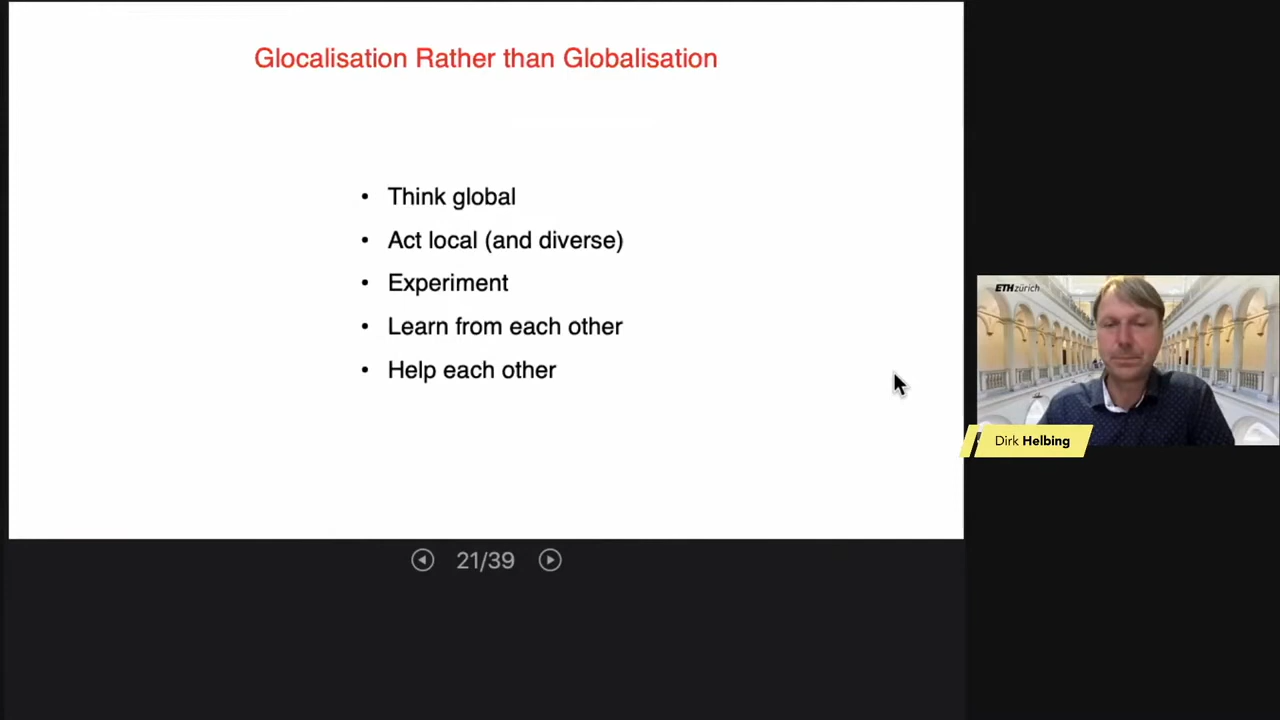 Glocalisation Rather than Globalisation
• Think global
• Act local (and diverse)
• Experiment
• Learn from each other
• Help each other
ETH zürich
Dirk Helbing
21/39